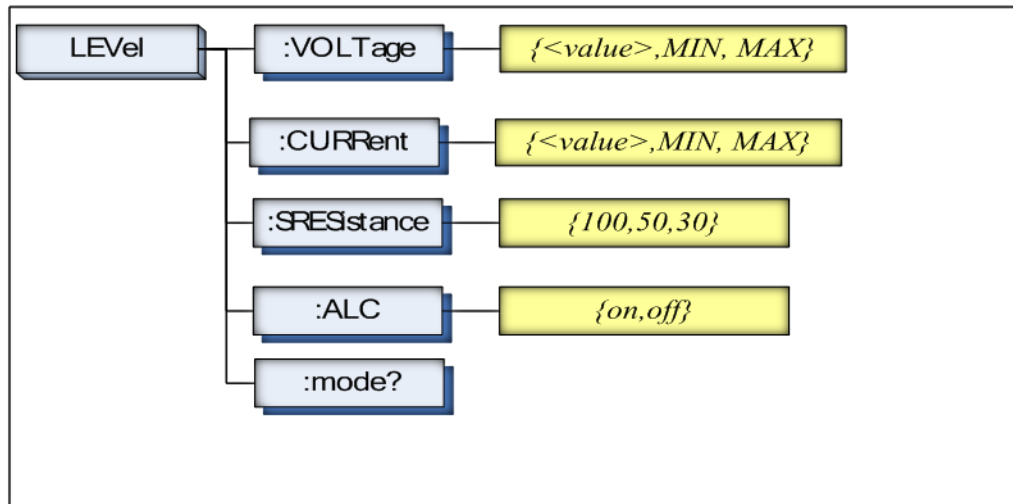 LEVel
:VOLTage
{<value>,MIN, MAX}
:CURRent
{<value>,MIN, MAX}
:SRESistance
{100,50,30}
:ALC
{on,off}
:mode?